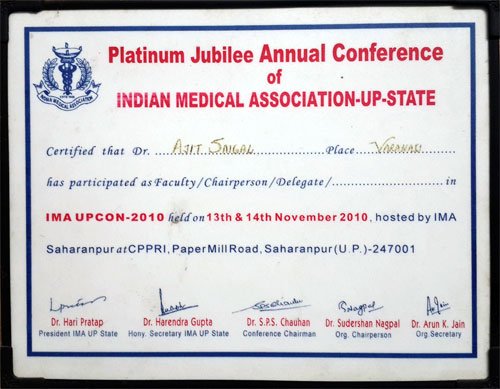 Platinum Jubilee Annual Conference
of
INDIAN MEDICAL ASSOCIATION-UP-STATE
INDIAN MEDICAL ASSOCIATION
Certified that Dr. .... AJIT SAIGAL .................. Place .... VARANASI ..........
has participated as Faculty/Chairperson/Delegate/............................. in
IMA UPCON-2010 held on 13th & 14th November 2010, hosted by IMA
Saharanpur at CPPRI, Paper Mill Road, Saharanpur (U.P.)-247001
Dr. Hari Pratap Dr. Harendra Gupta Dr. S.P.S. Chauhan Dr. Sudershan Nagpal Dr. Arun K. Jain
President IMA UP State Hony. Secretary IMA UP State Conference Chairman Org. Chairperson Org.Secretary